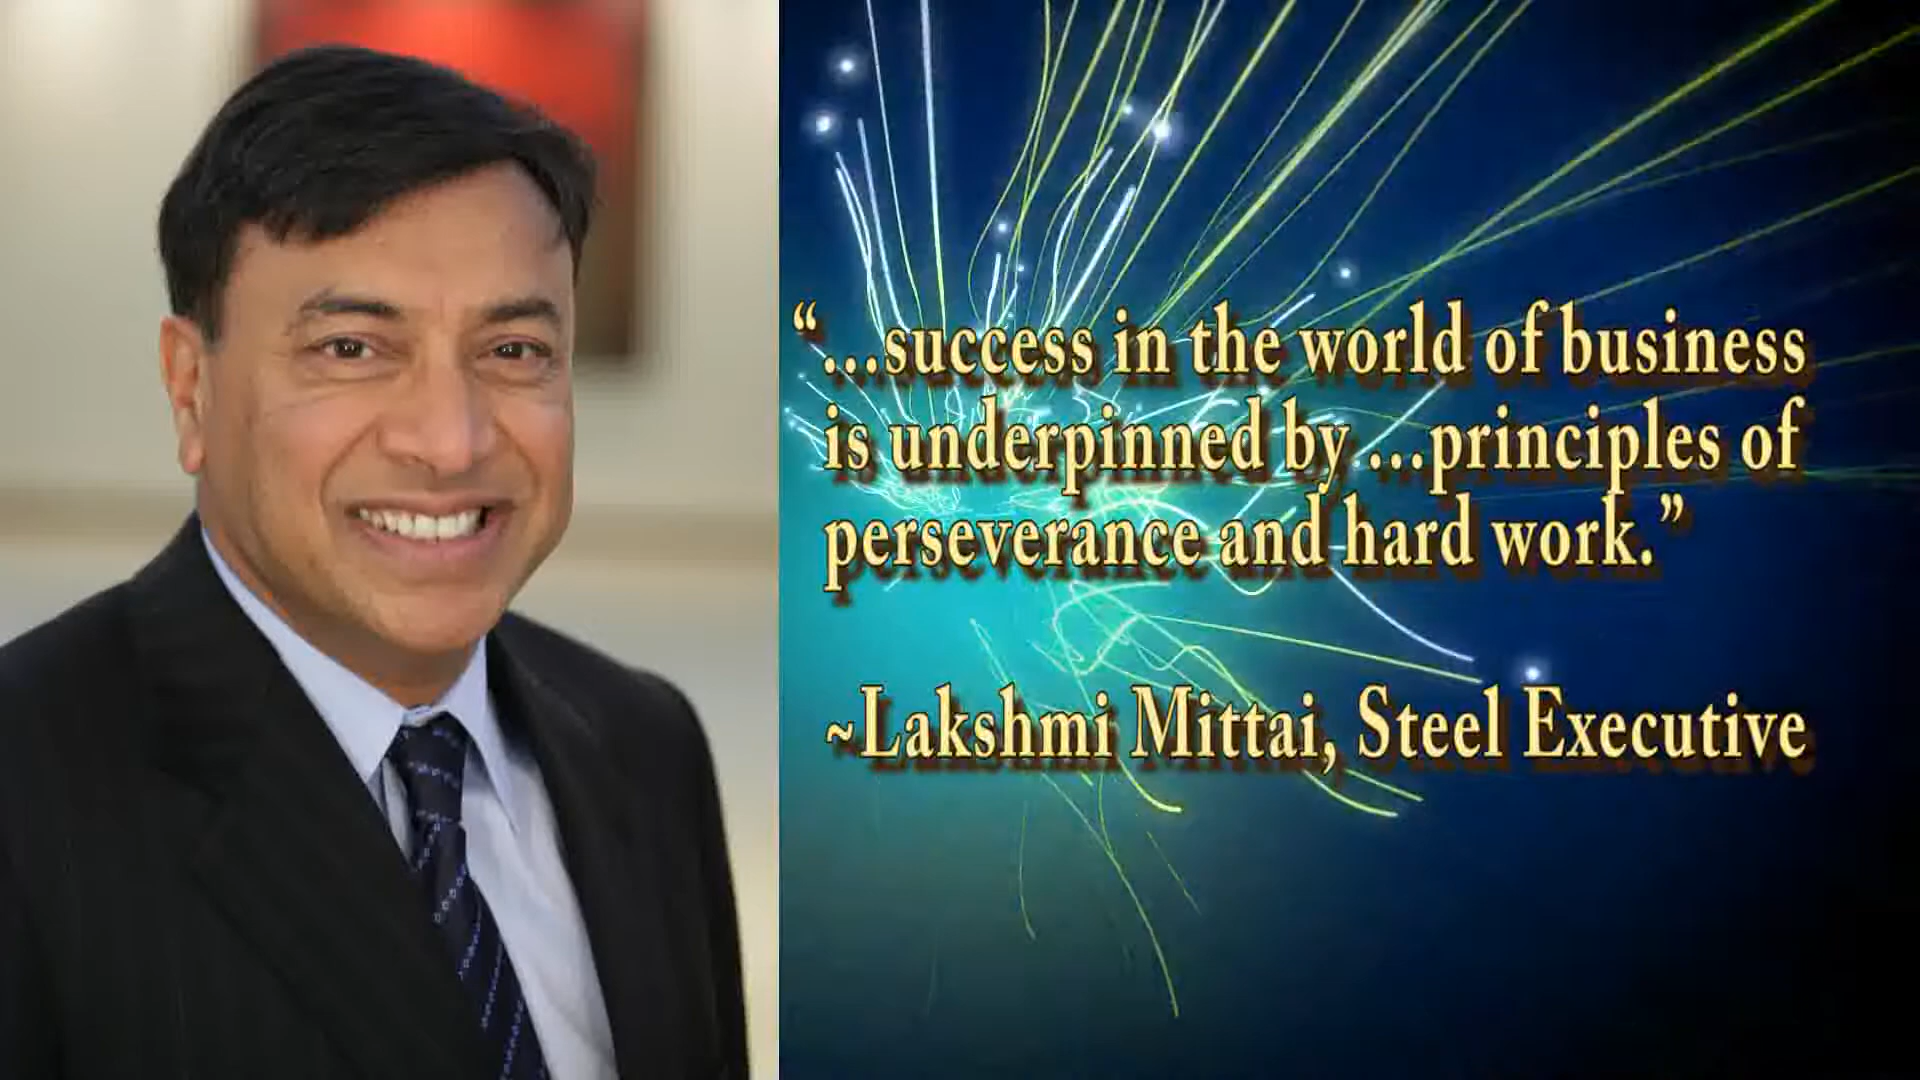 “...success in the world of business
is underpinned by ...principles of
perseverance and hard work.”
~Lakshmi Mittai, Steel Executive